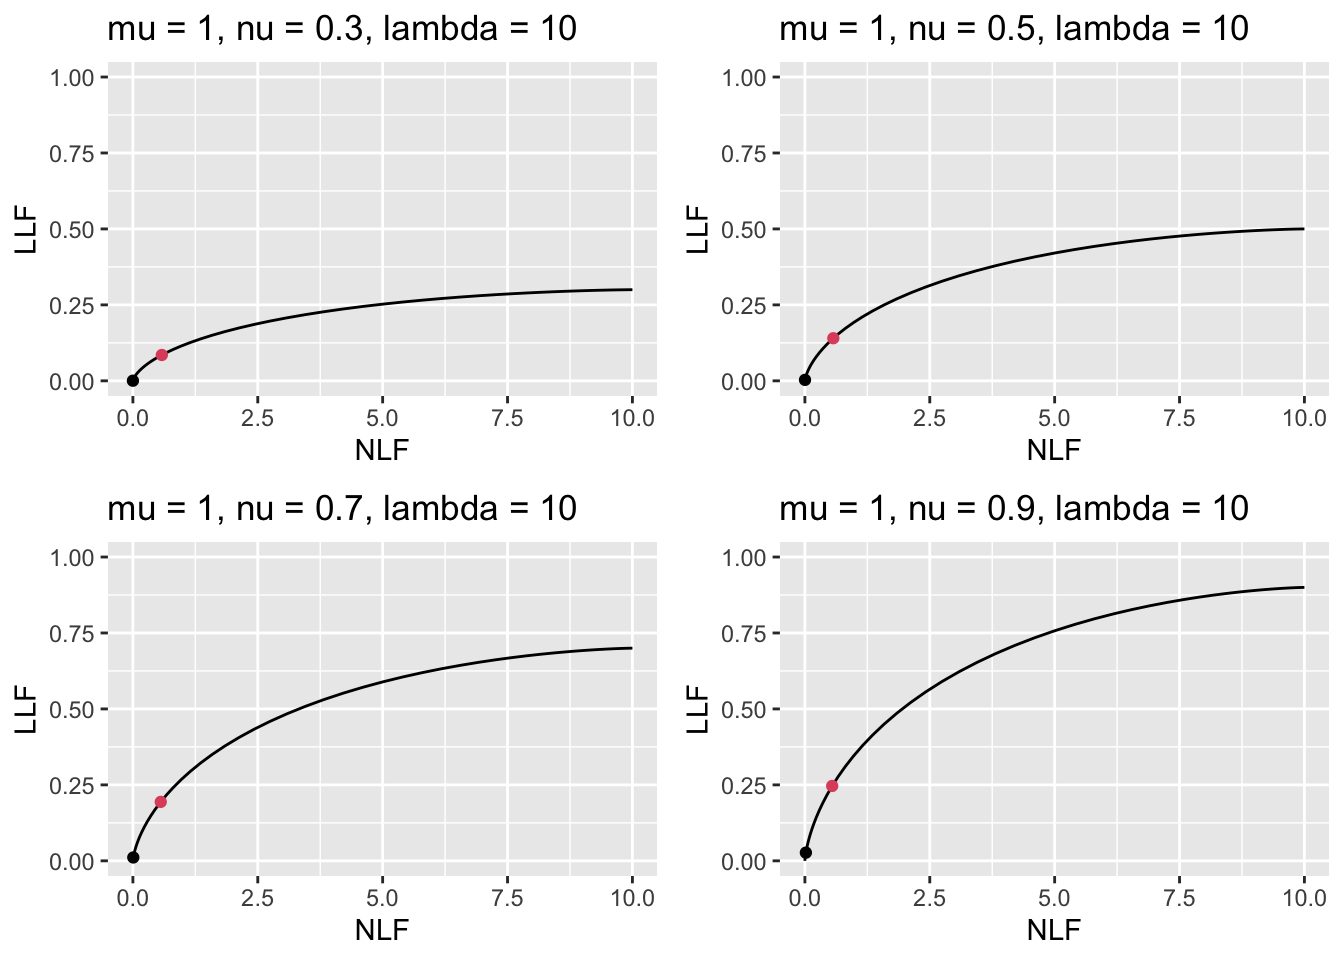 mu = 1, nu = 0.3, lambda = 10
1.00
0.75
0.50
0.25
0.00
LLF
0.0 2.5 5.0 7.5 10.0
NLF
mu = 1, nu = 0.5, lambda = 10
1.00
0.75
0.50
0.25
0.00
LLF
0.0 2.5 5.0 7.5 10.0
NLF
mu = 1, nu = 0.7, lambda = 10
1.00
0.75
0.50
0.25
0.00
LLF
0.0 2.5 5.0 7.5 10.0
NLF
mu = 1, nu = 0.9, lambda = 10
1.00
0.75
0.50
0.25
0.00
LLF
0.0 2.5 5.0 7.5 10.0
NLF